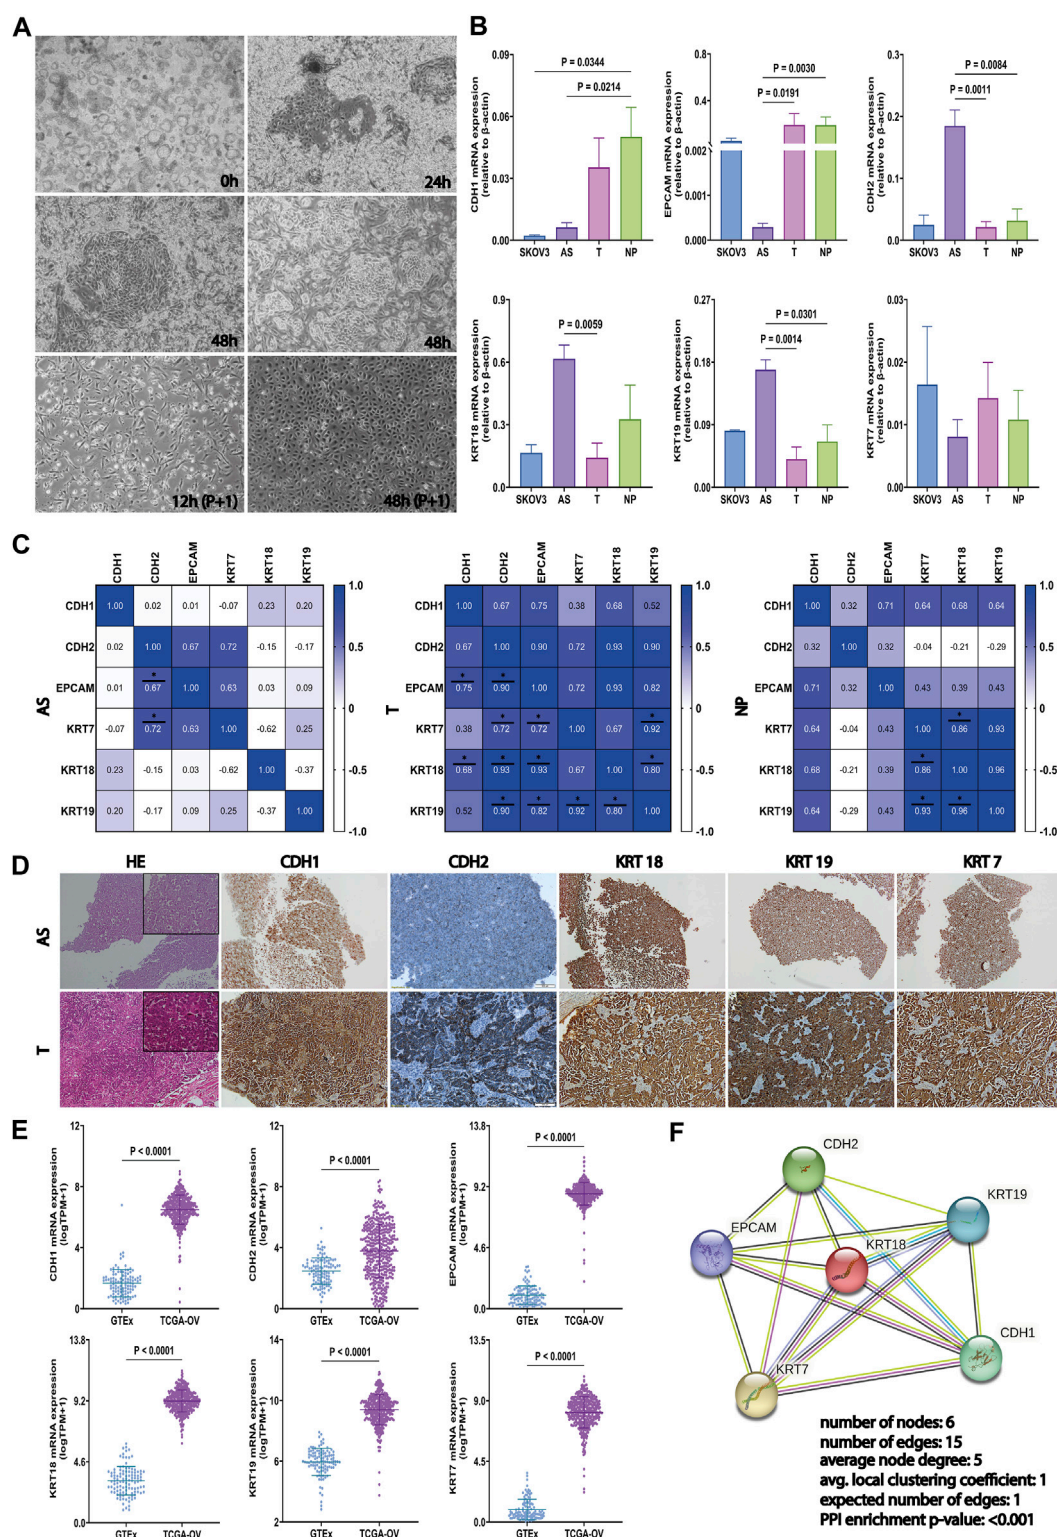 A
0h
24h
48h
48h
12h (P+1)
48h (P+1)
B
CDH1 mRNA expression
(relative to β-actin)
0.09
0.06
0.03
0.00
P = 0.0344
P = 0.0214
SKOV3 AS T NP
EPCAM mRNA expression
(relative to β-actin)
0.8
0.4
0.002
0.001
0.000
P = 0.0030
P = 0.0191
SKOV3 AS T NP
CDH2 mRNA expression
(relative to β-actin)
0.3
0.2
0.1
0.0
P = 0.0084
P = 0.0011
SKOV3 AS T NP
KRT18 mRNA expression
(relative to β-actin)
0.9
0.6
0.3
0.0
P = 0.0059
SKOV3 AS T NP
KRT19 mRNA expression
(relative to β-actin)
0.27
0.18
0.09
0.00
P = 0.0301
P = 0.0014
SKOV3 AS T NP
KRT7 mRNA expression
(relative to β-actin)
0.03
0.02
0.01
0.00
SKOV3 AS T NP
C
AS
CDH1 CDH2 EPCAM KRT7 KRT18 KRT19
CDH1 1.00 0.02 0.01 -0.07 0.23 0.20
CDH2 0.02 1.00 0.67 0.72 -0.15 -0.17
*
EPCAM 0.01 0.67 1.00 0.63 0.03 0.09
*
KRT7 -0.07 0.72 0.63 1.00 -0.62 0.25
KRT18 0.23 -0.15 0.03 -0.62 1.00 -0.37
KRT19 0.20 -0.17 0.09 0.25 -0.37 1.00
1.0
0.5
0
-0.5
-1.0
T
CDH1 CDH2 EPCAM KRT7 KRT18 KRT19
CDH1 1.00 0.67 0.75 0.38 0.68 0.52
CDH2 0.67 1.00 0.90 0.72 0.93 0.90
* *
EPCAM 0.75 0.90 1.00 0.72 0.93 0.82
* * *
KRT7 0.38 0.72 0.72 1.00 0.67 0.92
* * * *
KRT18 0.68 0.93 0.93 0.67 1.00 0.80
* * * *
KRT19 0.52 0.90 0.82 0.92 0.80 1.00
1.0
0.5
0
-0.5
-1.0
NP
CDH1 CDH2 EPCAM KRT7 KRT18 KRT19
CDH1 1.00 0.32 0.71 0.64 0.68 0.64
CDH2 0.32 1.00 0.32 -0.04 -0.21 -0.29
EPCAM 0.71 0.32 1.00 0.43 0.39 0.43
*
KRT7 0.64 -0.04 0.43 1.00 0.86 0.93
*
KRT18 0.68 -0.21 0.39 0.86 1.00 0.96
* *
KRT19 0.64 -0.29 0.43 0.93 0.96 1.00
1.0
0.5
0
-0.5
-1.0
D
HE CDH1 CDH2 KRT 18 KRT 19 KRT 7
AS
T
E
CDH1 mRNA expression
(logTPM+1)
12
8
4
0
P < 0.0001
GTEx TCGA-OV
CDH2 mRNA expression
(logTPM+1)
12
8
4
0
P < 0.0001
GTEx TCGA-OV
EPCAM mRNA expression
(logTPM+1)
13.8
9.2
4.6
0.0
P < 0.0001
GTEx TCGA-OV
KRT18 mRNA expression
(logTPM+1)
13.8
9.0
4.6
0.0
P < 0.0001
GTEx TCGA-OV
KRT19 mRNA expression
(logTPM+1)
14
10
6
2
P < 0.0001
GTEx TCGA-OV
KRT7 mRNA expression
(logTPM+1)
13.5
9.0
4.5
0.0
P < 0.0001
GTEx TCGA-OV
F
CDH2
KRT19
EPCAM
KRT18
CDH1
KRT7
number of nodes: 6
number of edges: 15
average node degree: 5
avg. local clustering coefficient: 1
expected number of edges: 1
PPI enrichment p-value: <0.001